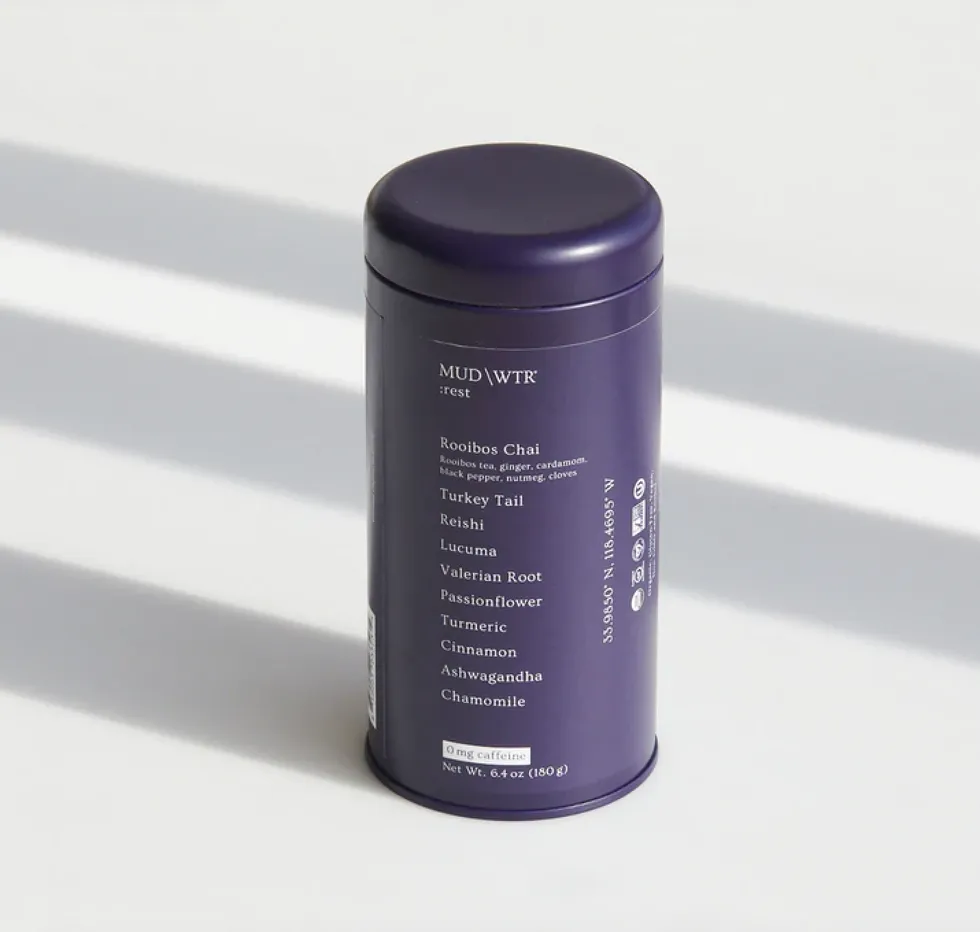 MUD\WTR®
:rest
Rooibos Chai
Rooibos tea, ginger, cardamom,
black pepper, nutmeg, cloves
Turkey Tail
Reishi
Lucuma
Valerian Root
Passionflower
Turmeric
Cinnamon
Ashwagandha
Chamomile
0 mg caffeine
Net Wt. 6.4 oz (180 g)
33.9850° N, 118.4695° W